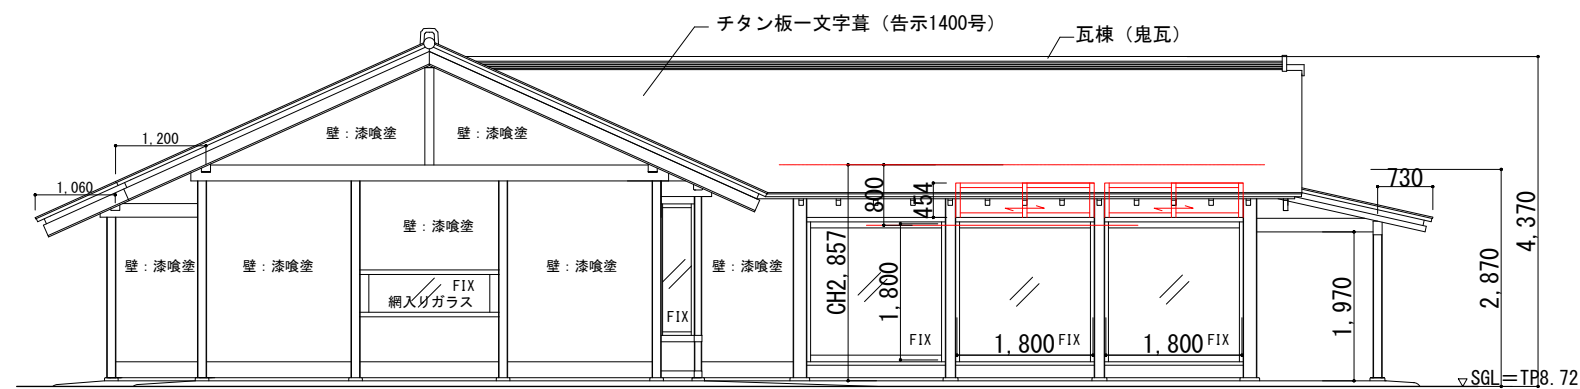 チタン板一文字葺（告示1400号）
瓦棟（鬼瓦）
1,200
壁：漆喰塗
壁：漆喰塗
1,060
800
454
730
4,370
壁：漆喰塗
CH2,857
2,870
壁：漆喰塗
壁：漆喰塗
壁：漆喰塗
壁：漆喰塗
FIX
網入りガラス
FIX
1,800
1,970
FIX
1,800 FIX
1,800 FIX
▽SGL＝TP8.72